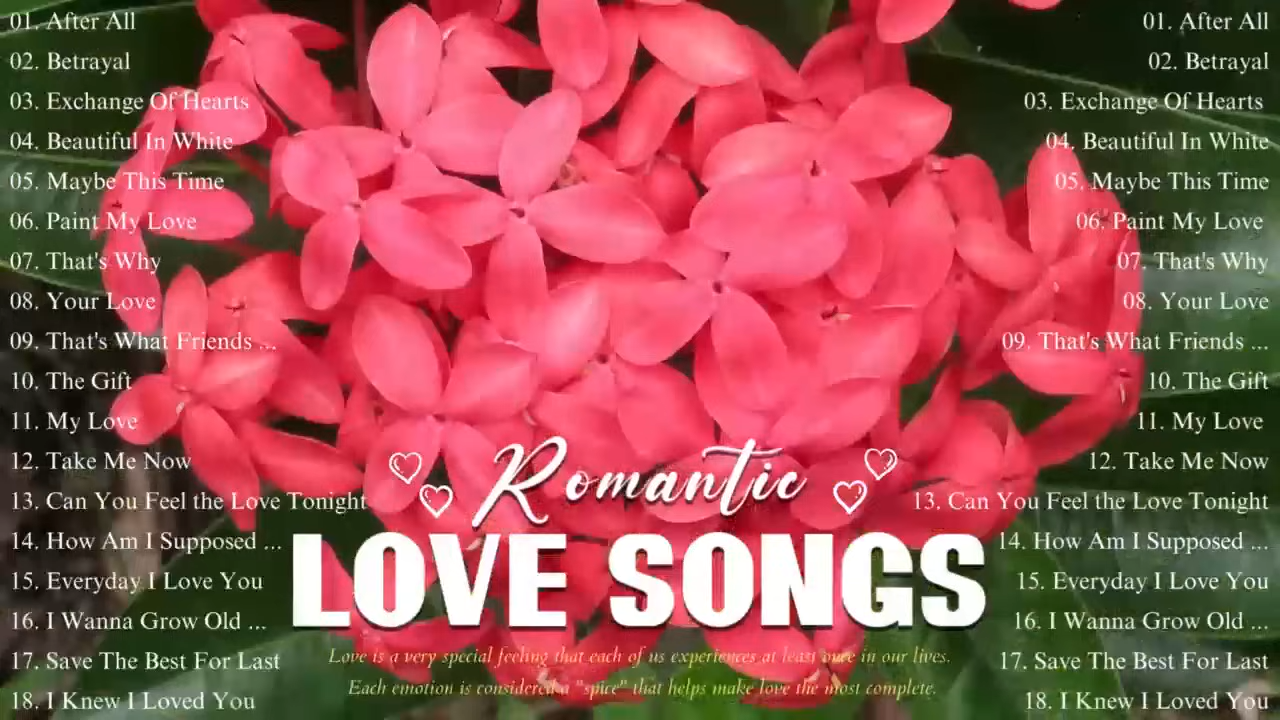 01. After All
02. Betrayal
03. Exchange Of Hearts
04. Beautiful In White
05. Maybe This Time
06. Paint My Love
07. That's Why
08. Your Love
09. That's What Friends ...
10. The Gift
11. My Love
12. Take Me Now
13. Can You Feel the Love Tonight
14. How Am I Supposed ...
15. Everyday I Love You
16. I Wanna Grow Old ...
17. Save The Best For Last
18. I Knew I Loved You
Romantic
LOVE SONGS
Love is a very special feeling that each of us experiences at least once in our lives.
Each emotion is considered a "spice" that helps make love the most complete.
01. After All
02. Betrayal
03. Exchange Of Hearts
04. Beautiful In White
05. Maybe This Time
06. Paint My Love
07. That's Why
08. Your Love
09. That's What Friends ...
10. The Gift
11. My Love
12. Take Me Now
13. Can You Feel the Love Tonight
14. How Am I Supposed ...
15. Everyday I Love You
16. I Wanna Grow Old ...
17. Save The Best For Last
18. I Knew I Loved You